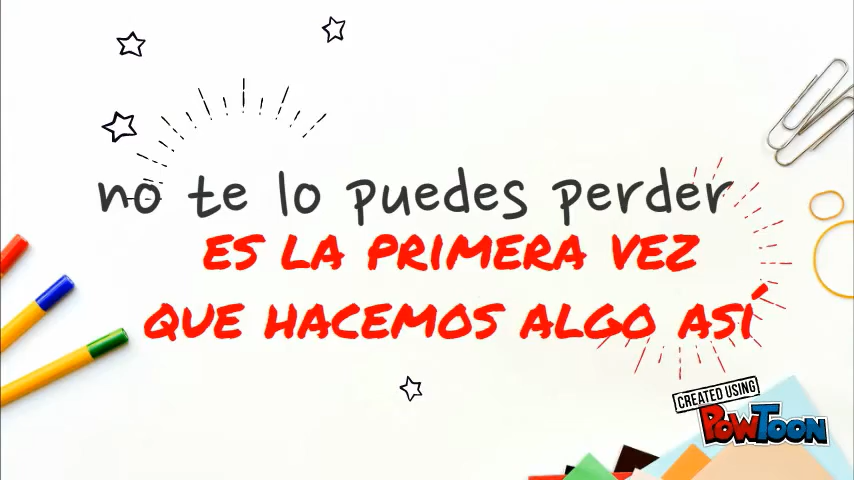 no te lo puedes perder
ES LA PRIMERA VEZ
QUE HACEMOS ALGO ASÍ
CREATED USING
POWTOON